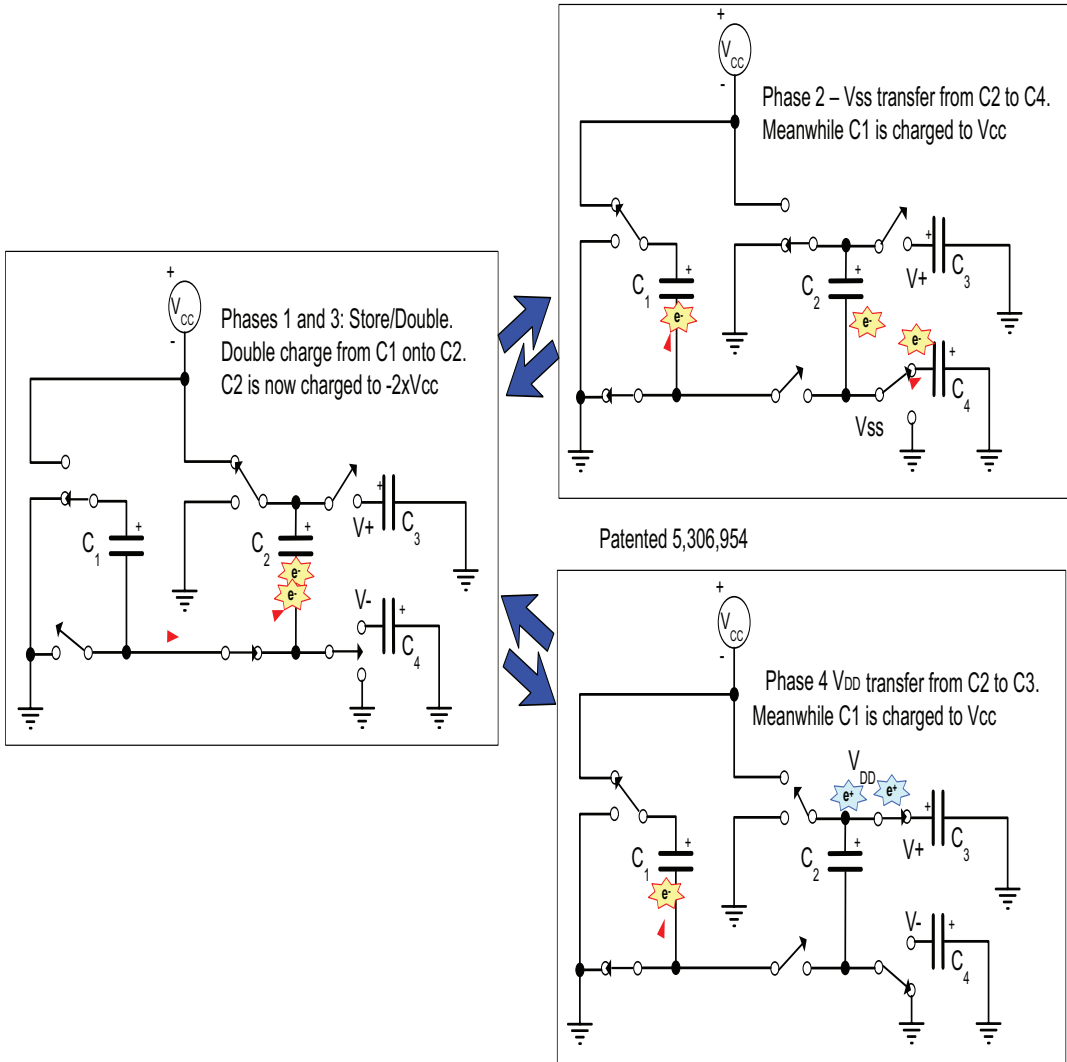 +
VCC
-
Phase 2 – Vss transfer from C2 to C4.
Meanwhile C1 is charged to Vcc
C1
+
e-
C2
+
e-
+
V+
C3
e-
+
C4
Vss
+
VCC
-
Phases 1 and 3: Store/Double.
Double charge from C1 onto C2.
C2 is now charged to -2xVcc
C1
+
C2
+
e-
e-
+
V+
C3
V-
+
C4
Patented 5,306,954
+
VCC
-
Phase 4 VDD transfer from C2 to C3.
Meanwhile C1 is charged to Vcc
VDD
e+
e+
C1
+
e-
C2
+
+
V+
C3
V-
+
C4